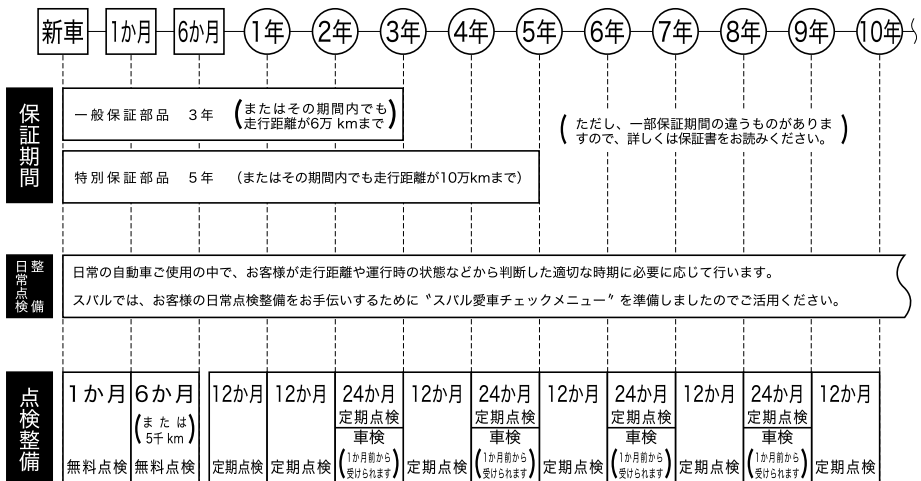 新車 1か月 6か月 1年 2年 3年 4年 5年 6年 7年 8年 9年 10年
保証期間
一般保証部品 3年 (またはその期間内でも
走行距離が6万kmまで)
(ただし、一部保証期間の違うものがありま
すので、詳しくは保証書をお読みください。)
特別保証部品 5年 (またはその期間内でも走行距離が10万kmまで)
日常点検整備
日常の自動車ご使用の中で、お客様が走行距離や運行時の状態などから判断した適切な時期に必要に応じて行います。
スバルでは、お客様の日常点検整備をお手伝いするために〝スバル愛車チェックメニュー〟を準備しましたのでご活用ください。
点検整備
1か月
無料点検
6か月
(または
5千km)
無料点検
12か月
定期点検
12か月
定期点検
24か月
定期点検
車検
(1か月前から
受けられます)
12か月
定期点検
24か月
定期点検
車検
(1か月前から
受けられます)
12か月
定期点検
24か月
定期点検
車検
(1か月前から
受けられます)
12か月
定期点検
24か月
定期点検
車検
(1か月前から
受けられます)
12か月
定期点検